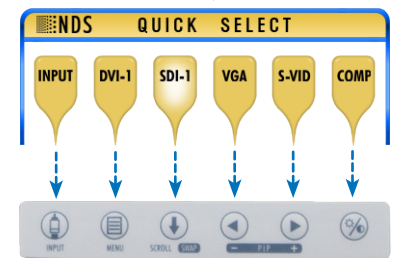 NDS QUICK SELECT
INPUT DVI-1 SDI-1 VGA S-VID COMP
INPUT MENU SCROLL SWAP − PIP +